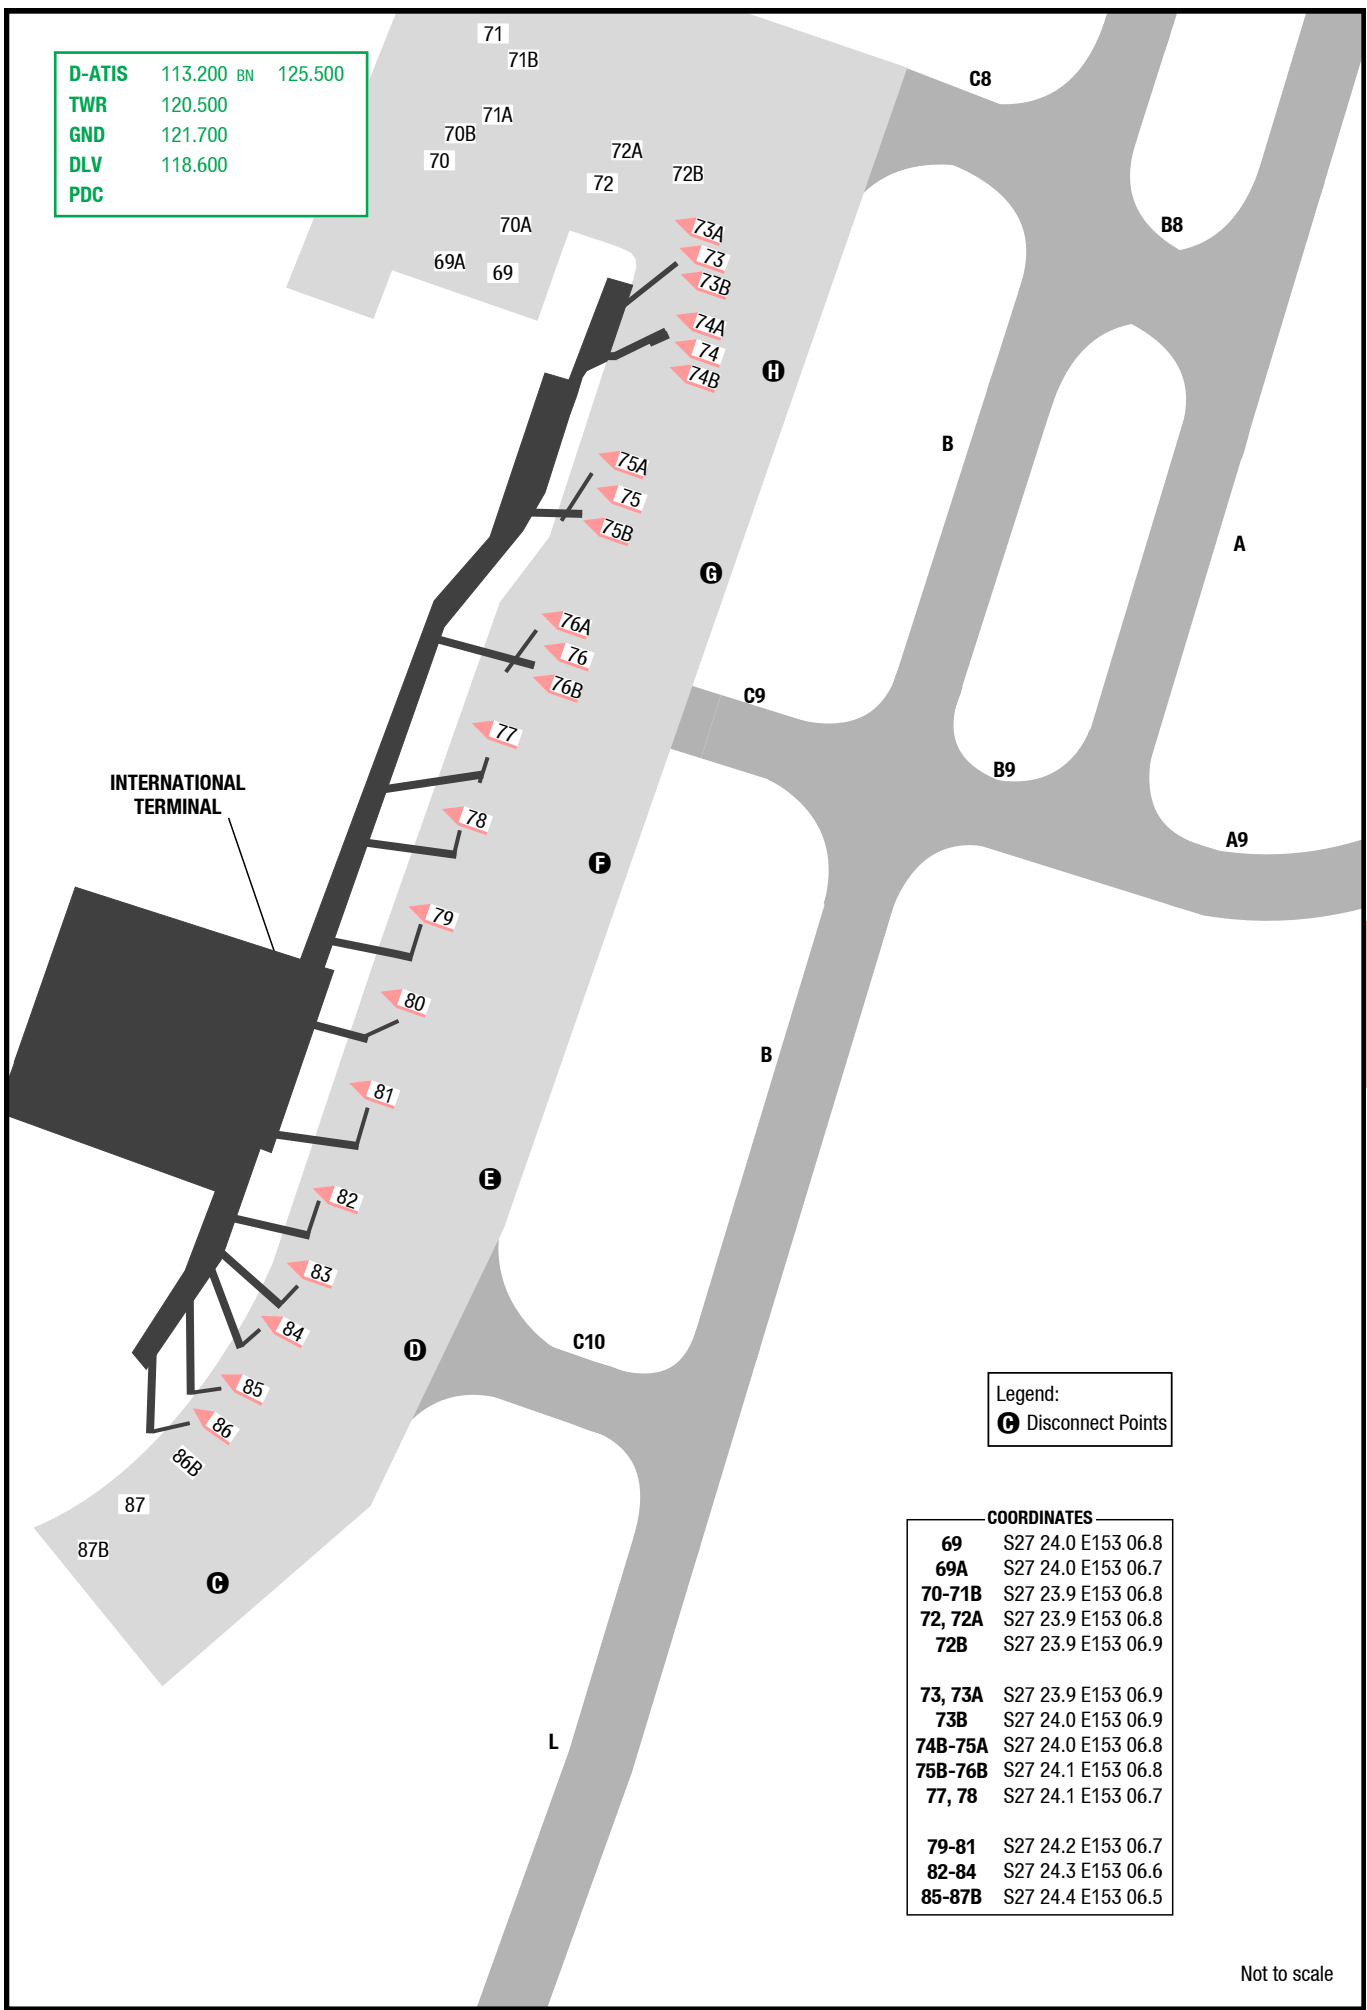 D-ATIS 113.200 BN 125.500
TWR 120.500
GND 121.700
DLV 118.600
PDC
71
71B
71A
70B
70
72A
72
72B
70A
69A
69
73A
73
73B
74A
74
74B
75A
75
75B
76A
76
76B
77
78
79
80
81
82
83
84
85
86
86B
87
87B
C8
B8
H
B
A
G
C9
B9
A9
F
INTERNATIONAL
TERMINAL
B
E
D
C10
C
L
Legend:
C Disconnect Points
COORDINATES
69 S27 24.0 E153 06.8
69A S27 24.0 E153 06.7
70-71B S27 23.9 E153 06.8
72, 72A S27 23.9 E153 06.8
72B S27 23.9 E153 06.9
73, 73A S27 23.9 E153 06.9
73B S27 24.0 E153 06.9
74B-75A S27 24.0 E153 06.8
75B-76B S27 24.1 E153 06.8
77, 78 S27 24.1 E153 06.7
79-81 S27 24.2 E153 06.7
82-84 S27 24.3 E153 06.6
85-87B S27 24.4 E153 06.5
Not to scale